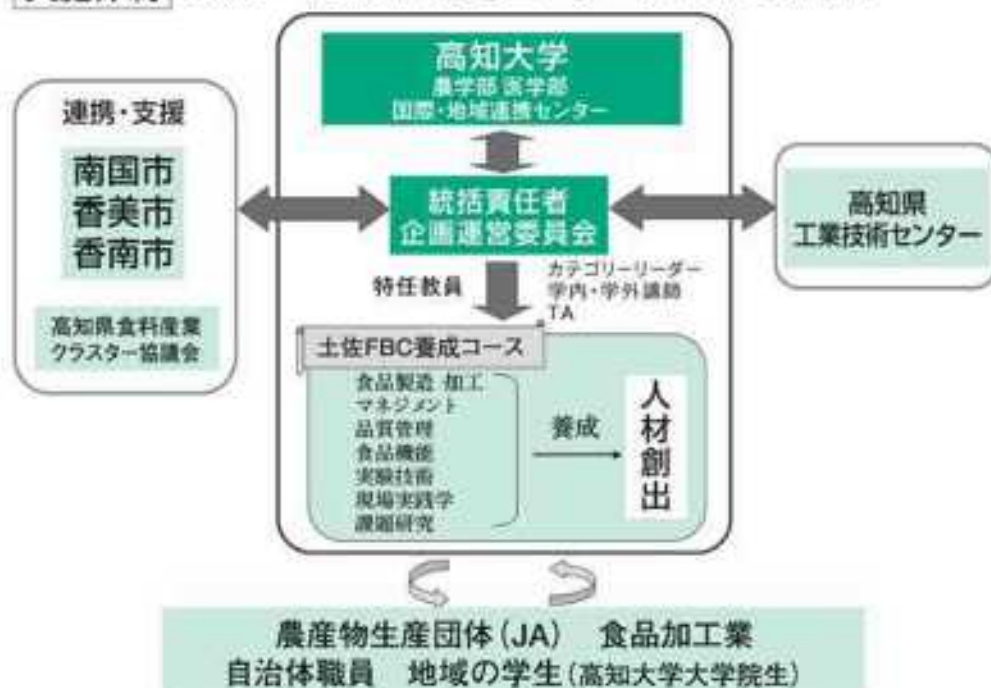 高知大学
農学部 医学部
国際・地域連携センター
連携・支援
南国市
香美市
香南市
高知県食料産業
クラスター協議会
統括責任者
企画運営委員会
高知県
工業技術センター
特任教員
カテゴリーリーダー
学内・学外講師
TA
土佐FBC養成コース
食品製造 加工
マネジメント
品質管理
食品機能
実験技術
現場実践学
課題研究
養成
人材創出
農産物生産団体(JA) 食品加工業
自治体職員 地域の学生(高知大学大学院生)